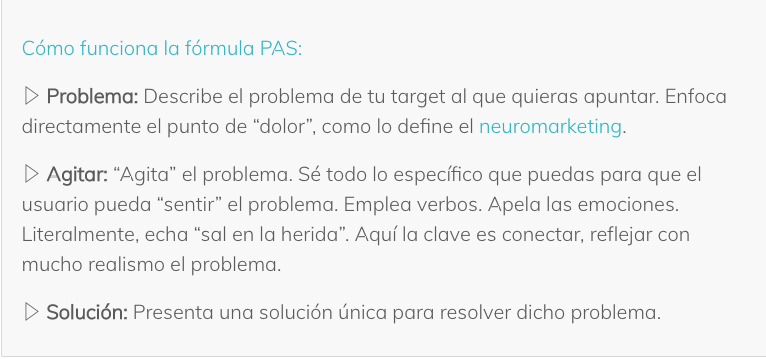 Cómo funciona la fórmula PAS:
▷ Problema: Describe el problema de tu target al que quieras apuntar. Enfoca
directamente el punto de “dolor”, como lo define el neuromarketing.
▷ Agitar: “Agita” el problema. Sé todo lo específico que puedas para que el
usuario pueda “sentir” el problema. Emplea verbos. Apela las emociones.
Literalmente, echa “sal en la herida”. Aquí la clave es conectar, reflejar con
mucho realismo el problema.
▷ Solución: Presenta una solución única para resolver dicho problema.